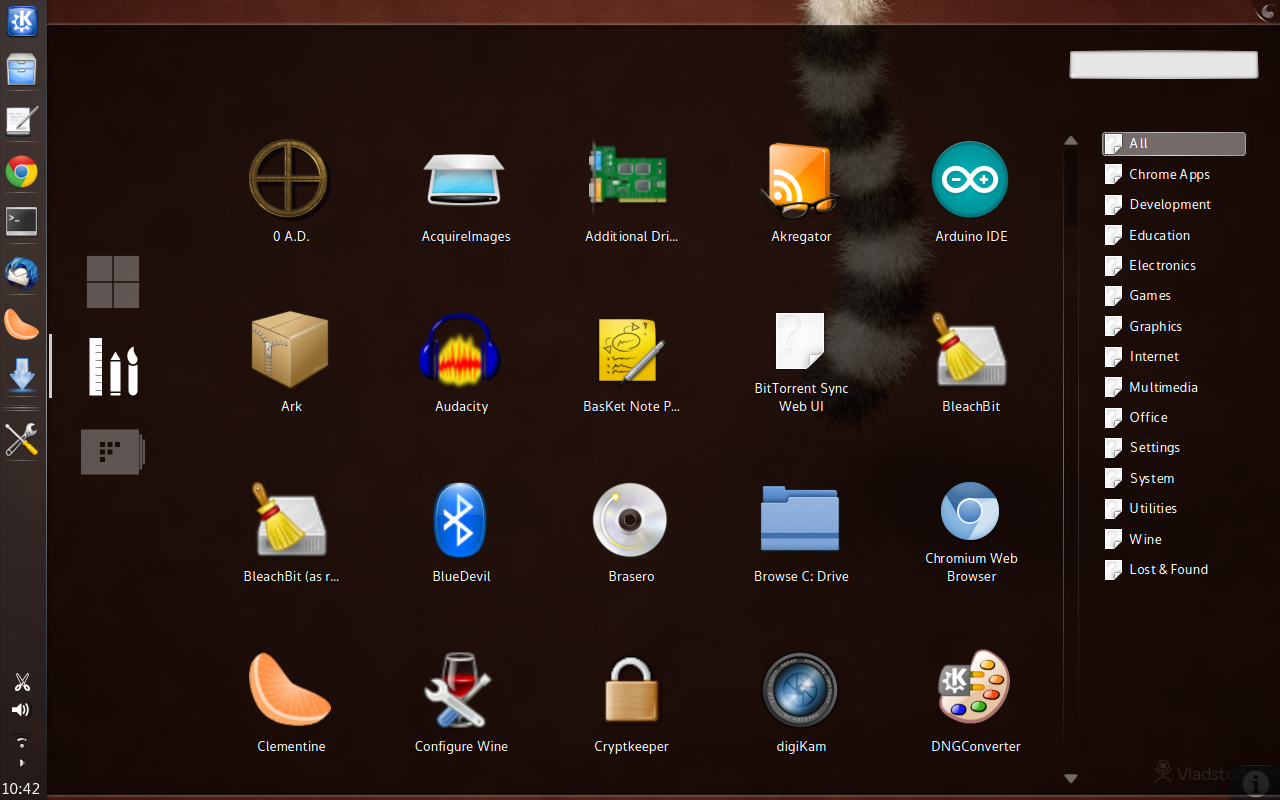 All
Chrome Apps
Development
Education
Electronics
Games
Graphics
Internet
Multimedia
Office
Settings
System
Utilities
Wine
Lost & Found
0 A.D.
AcquireImages
Additional Dri...
Akregator
Arduino IDE
Ark
Audacity
BasKet Note P...
BitTorrent Sync
Web UI
BleachBit
BleachBit (as r...
BlueDevil
Brasero
Browse C: Drive
Chromium Web
Browser
Clementine
Configure Wine
Cryptkeeper
digiKam
DNGConverter
10:42